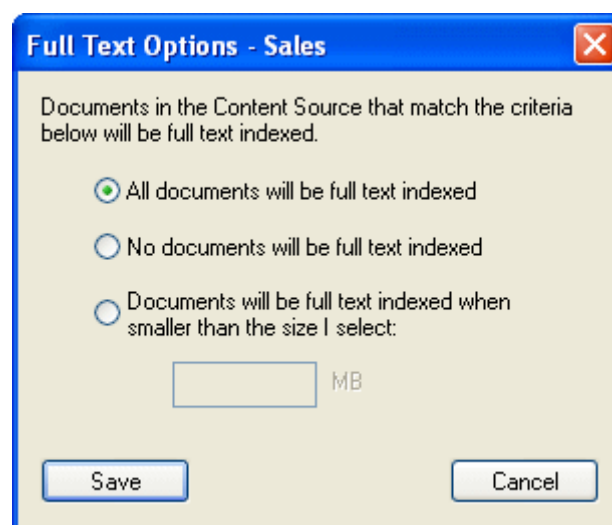 Full Text Options - Sales
Documents in the Content Source that match the criteria
below will be full text indexed.
All documents will be full text indexed
No documents will be full text indexed
Documents will be full text indexed when
smaller than the size I select:
MB
Save
Cancel